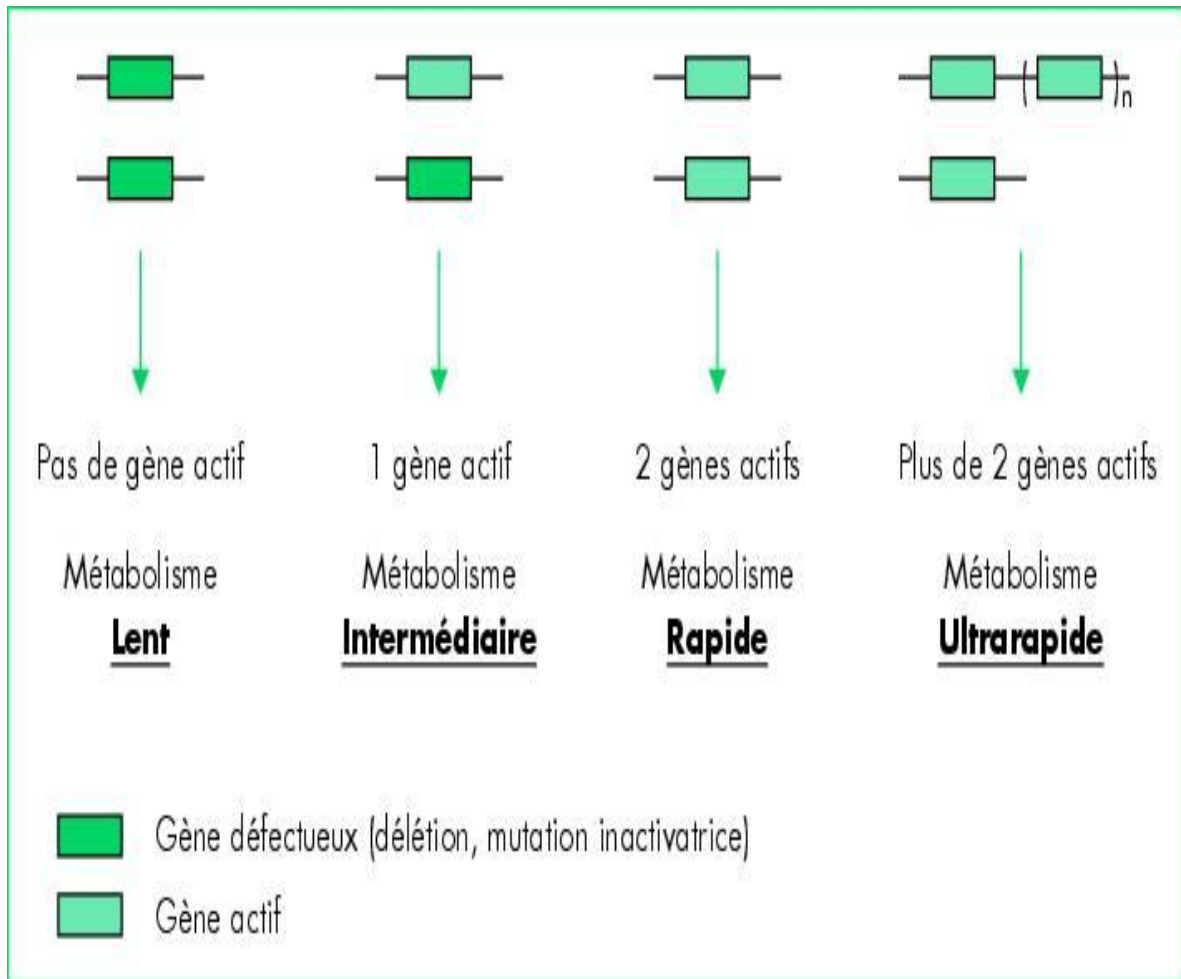 ( )n
Pas de gène actif
1 gène actif
2 gènes actifs
Plus de 2 gènes actifs
Métabolisme
Lent
Métabolisme
Intermédiaire
Métabolisme
Rapide
Métabolisme
Ultrarapide
Gène défectueux (délétion, mutation inactivatrice)
Gène actif